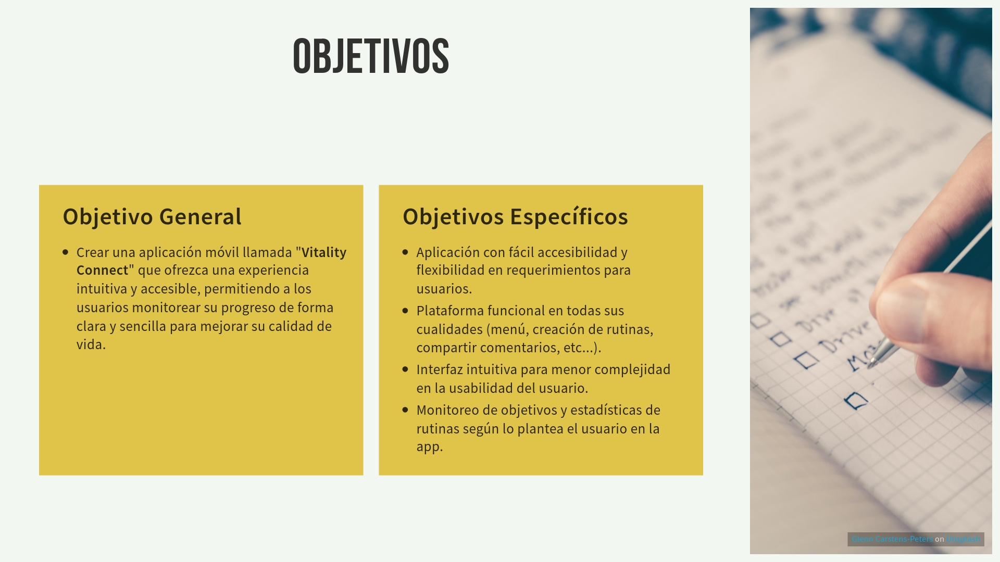 OBJETIVOS
Objetivo General
• Crear una aplicación móvil llamada "Vitality
Connect" que ofrezca una experiencia
intuitiva y accesible, permitiendo a los
usuarios monitorear su progreso de forma
clara y sencilla para mejorar su calidad de
vida.
Objetivos Específicos
• Aplicación con fácil accesibilidad y
flexibilidad en requerimientos para
usuarios.
• Plataforma funcional en todas sus
cualidades (menú, creación de rutinas,
compartir comentarios, etc...).
• Interfaz intuitiva para menor complejidad
en la usabilidad del usuario.
• Monitoreo de objetivos y estadísticas de
rutinas según lo plantea el usuario en la
app.
Drive
Drive
Glenn Carstens-Peters on Unsplash